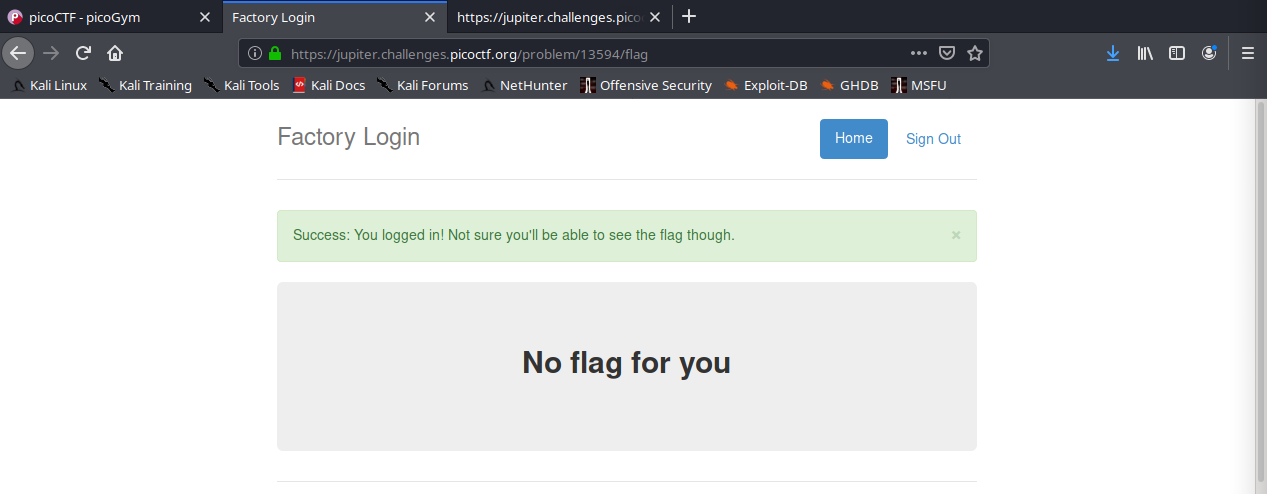 picoCTF - picoGym
Factory Login
https://jupiter.challenges.pico
https://jupiter.challenges.picoctf.org/problem/13594/flag
Kali Linux Kali Training Kali Tools Kali Docs Kali Forums NetHunter Offensive Security Exploit-DB GHDB MSFU
Factory Login
Home
Sign Out
Success: You logged in! Not sure you'll be able to see the flag though.
×
No flag for you